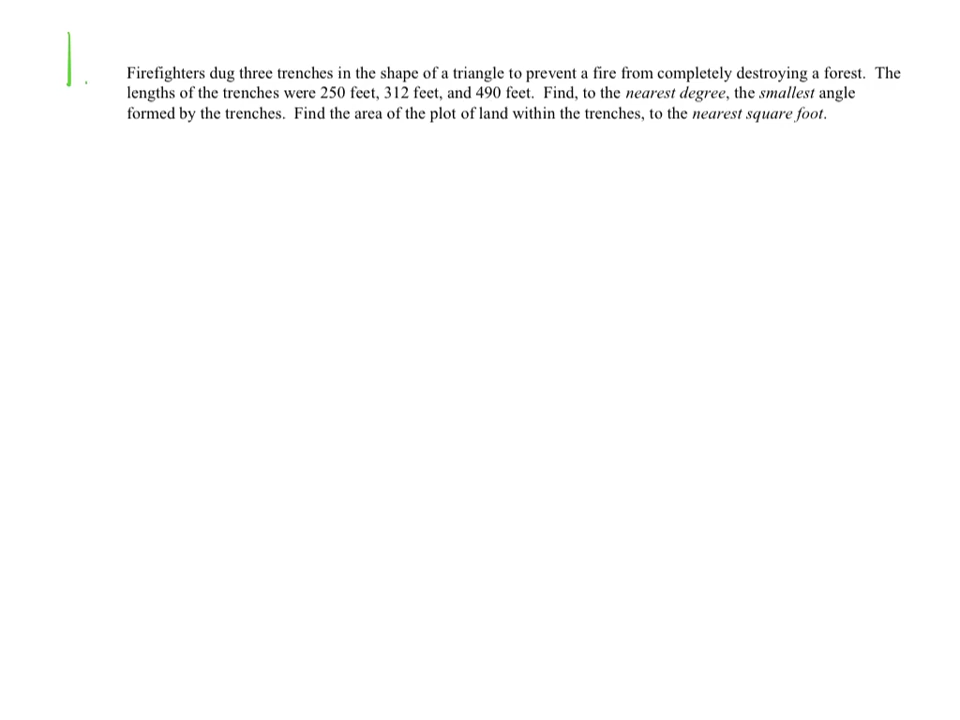 1.
Firefighters dug three trenches in the shape of a triangle to prevent a fire from completely destroying a forest. The
lengths of the trenches were 250 feet, 312 feet, and 490 feet. Find, to the nearest degree, the smallest angle
formed by the trenches. Find the area of the plot of land within the trenches, to the nearest square foot.